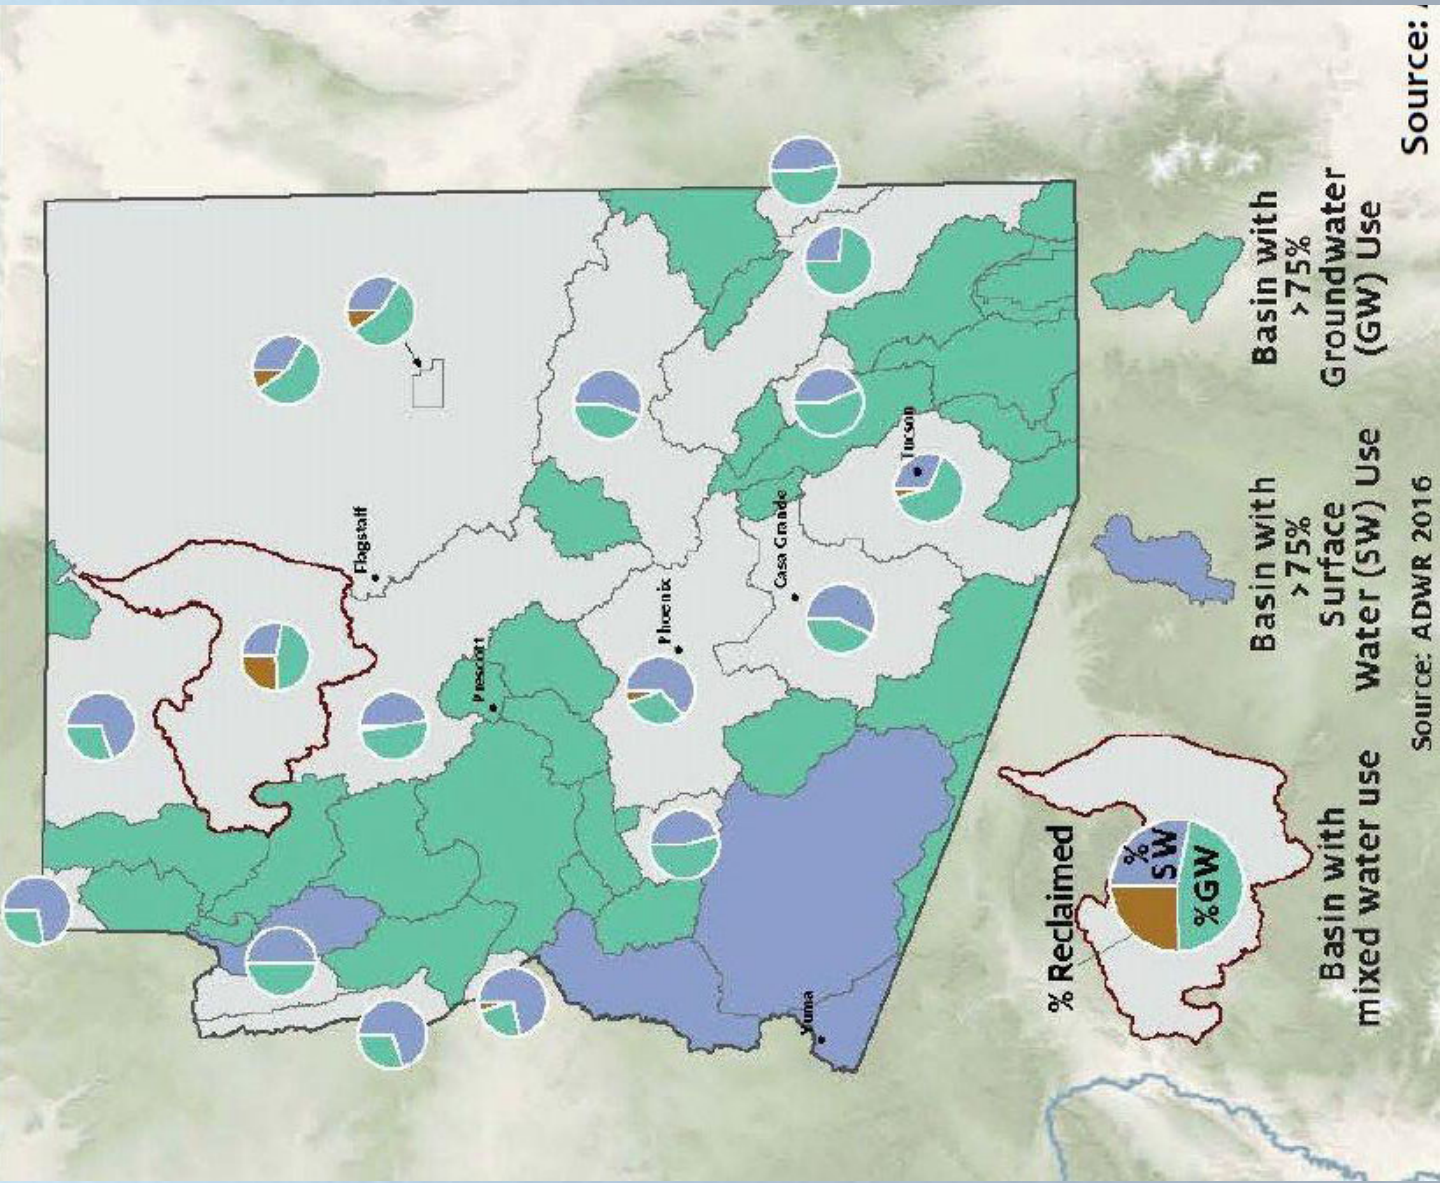 Flagstaff
Prescott
Phoenix
Casa Grande
Tucson
Yuma
% Reclaimed
%
SW
%GW
Basin with
mixed water use
Basin with
>75%
Surface
Water (SW) Use
Basin with
>75%
Groundwater
(GW) Use
Source: ADWR 2016
Source: